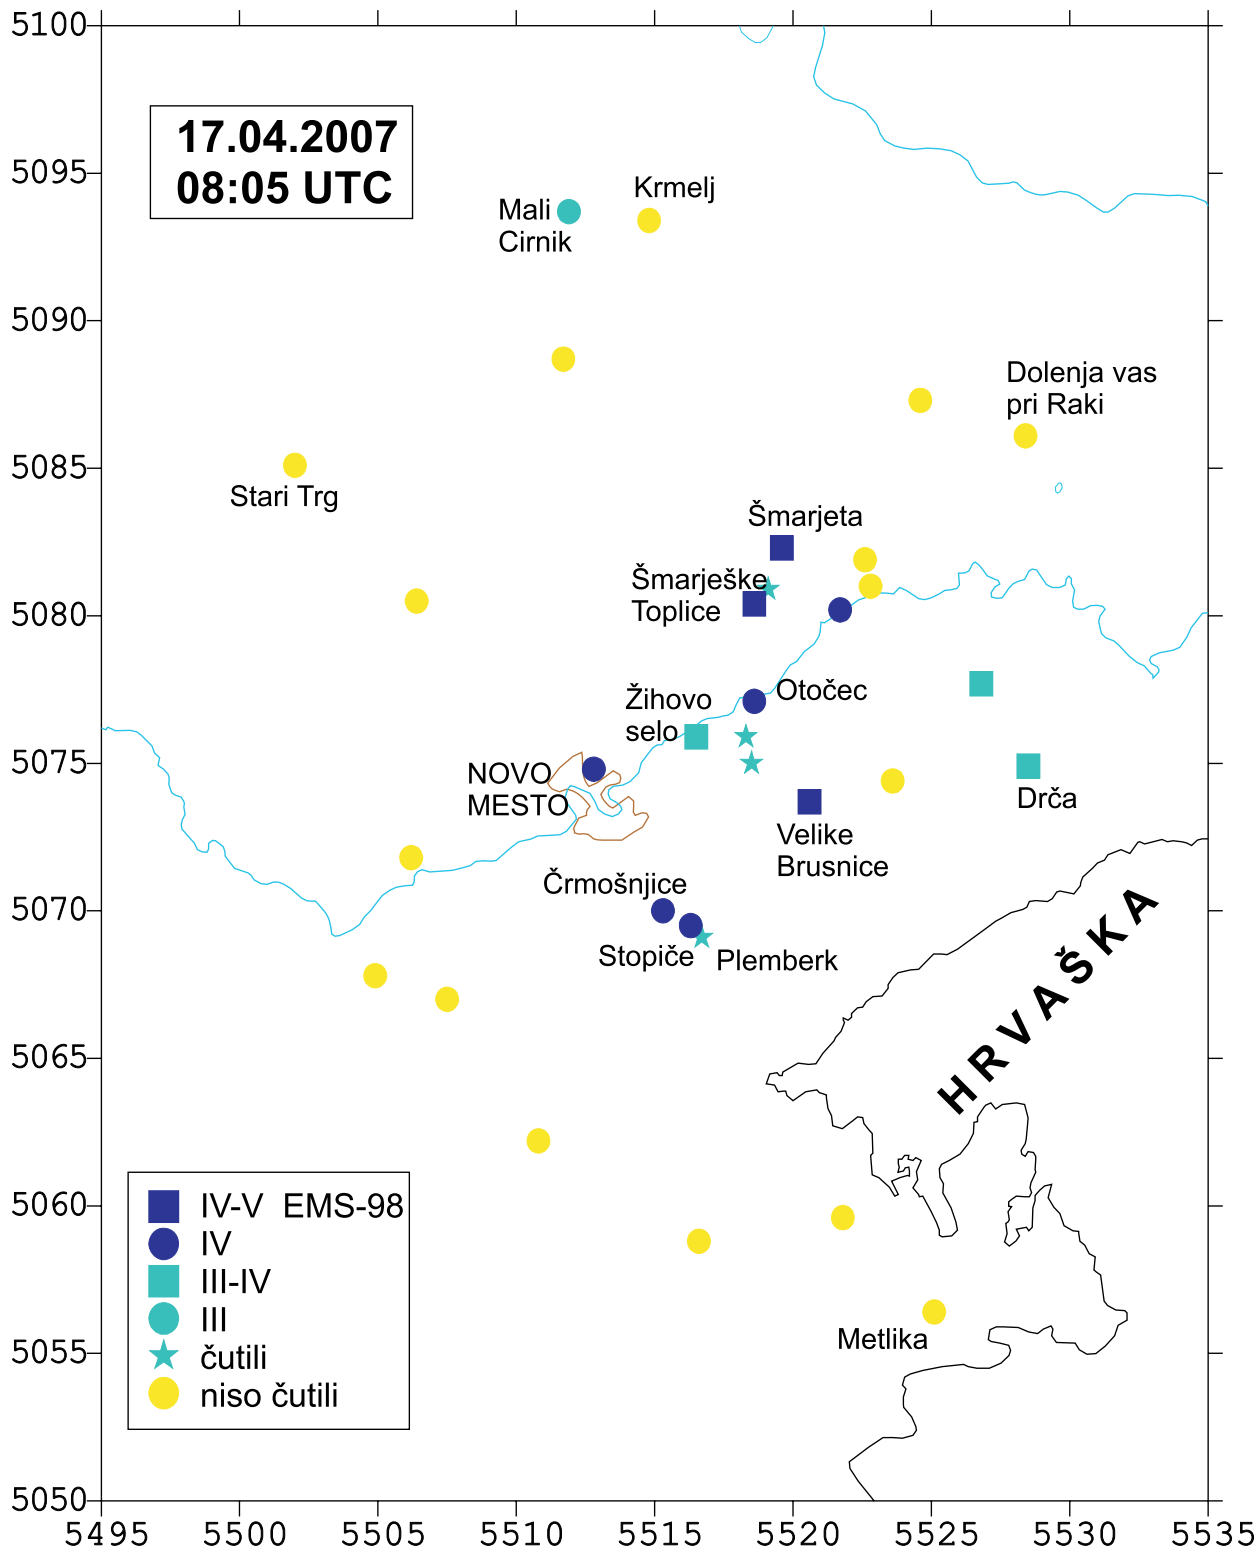 5100
17.04.2007
08:05 UTC
5095
Krmelj
Mali
Cirnik
5090
Dolenja vas
pri Raki
5085
Stari Trg
Šmarjeta
Šmarješke
Toplice
5080
Otočec
Žihovo
selo
5075
NOVO
MESTO
Drča
Velike
Brusnice
Črmošnjice
5070
Stopiče
Plemberk
HRVAŠKA
5065
5060
IV-V EMS-98
IV
III-IV
III
čutili
niso čutili
5055
Metlika
5050
5495 5500 5505 5510 5515 5520 5525 5530 5535